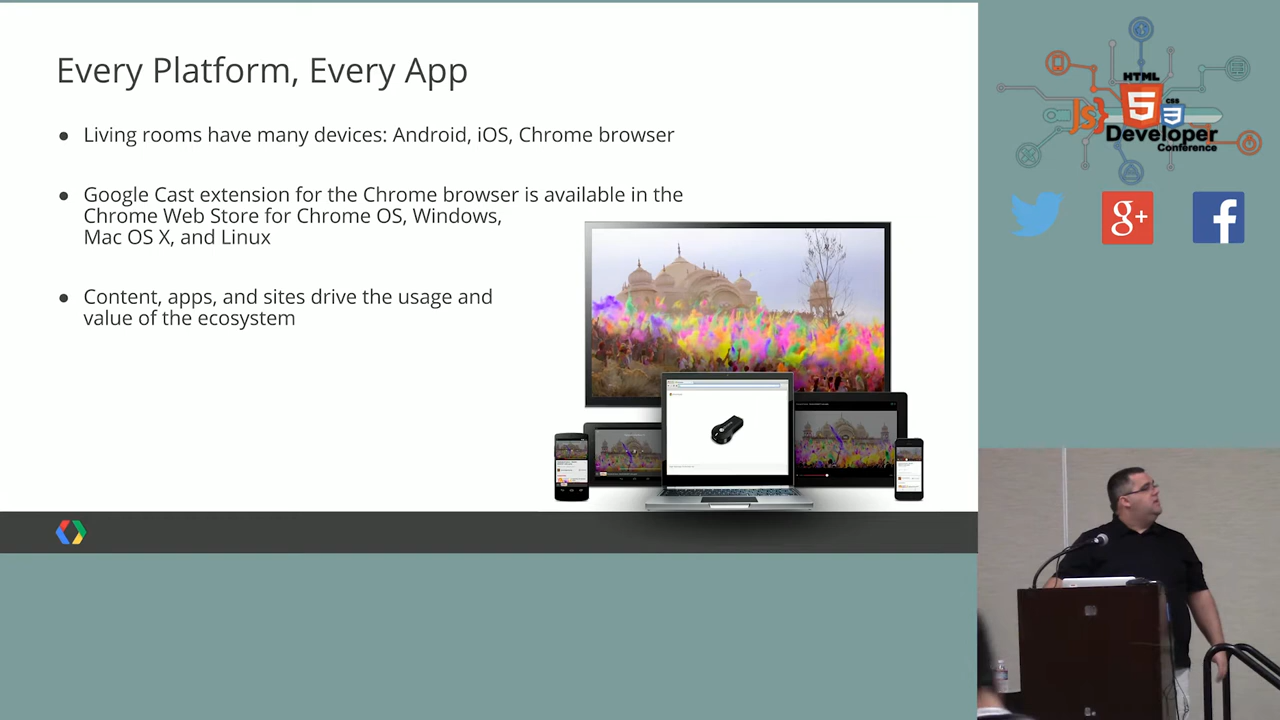 Every Platform, Every App
● Living rooms have many devices: Android, iOS, Chrome browser
● Google Cast extension for the Chrome browser is available in the
Chrome Web Store for Chrome OS, Windows,
Mac OS X, and Linux
● Content, apps, and sites drive the usage and
value of the ecosystem
HTML
5
JS}
CSS
3
Developer
Conference
g+
f